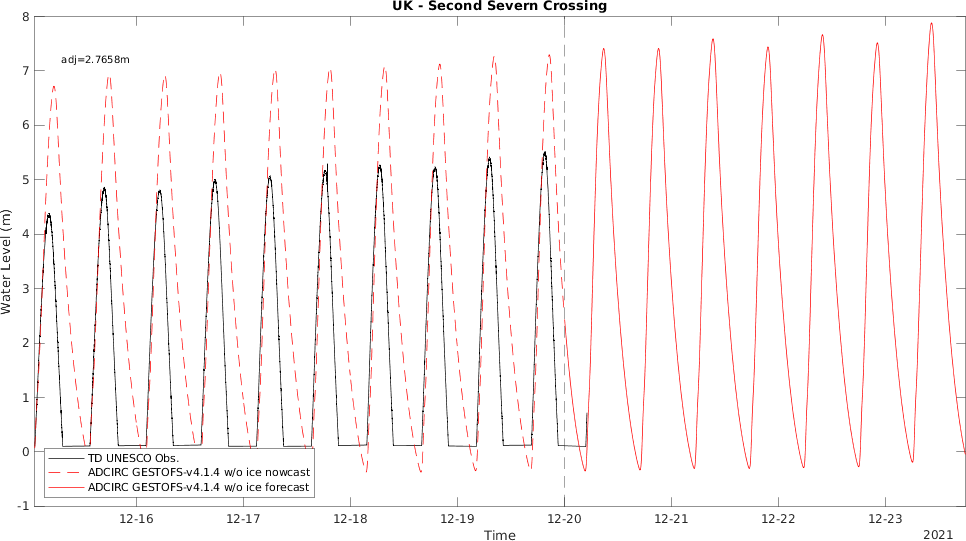 UK - Second Severn Crossing
adj=2.7658m
Water Level (m)
8
7
6
5
4
3
2
1
0
-1
TD UNESCO Obs.
ADCIRC GESTOFS-v4.1.4 w/o ice nowcast
ADCIRC GESTOFS-v4.1.4 w/o ice forecast
12-16 12-17 12-18 12-19 12-20 12-21 12-22 12-23
Time
2021